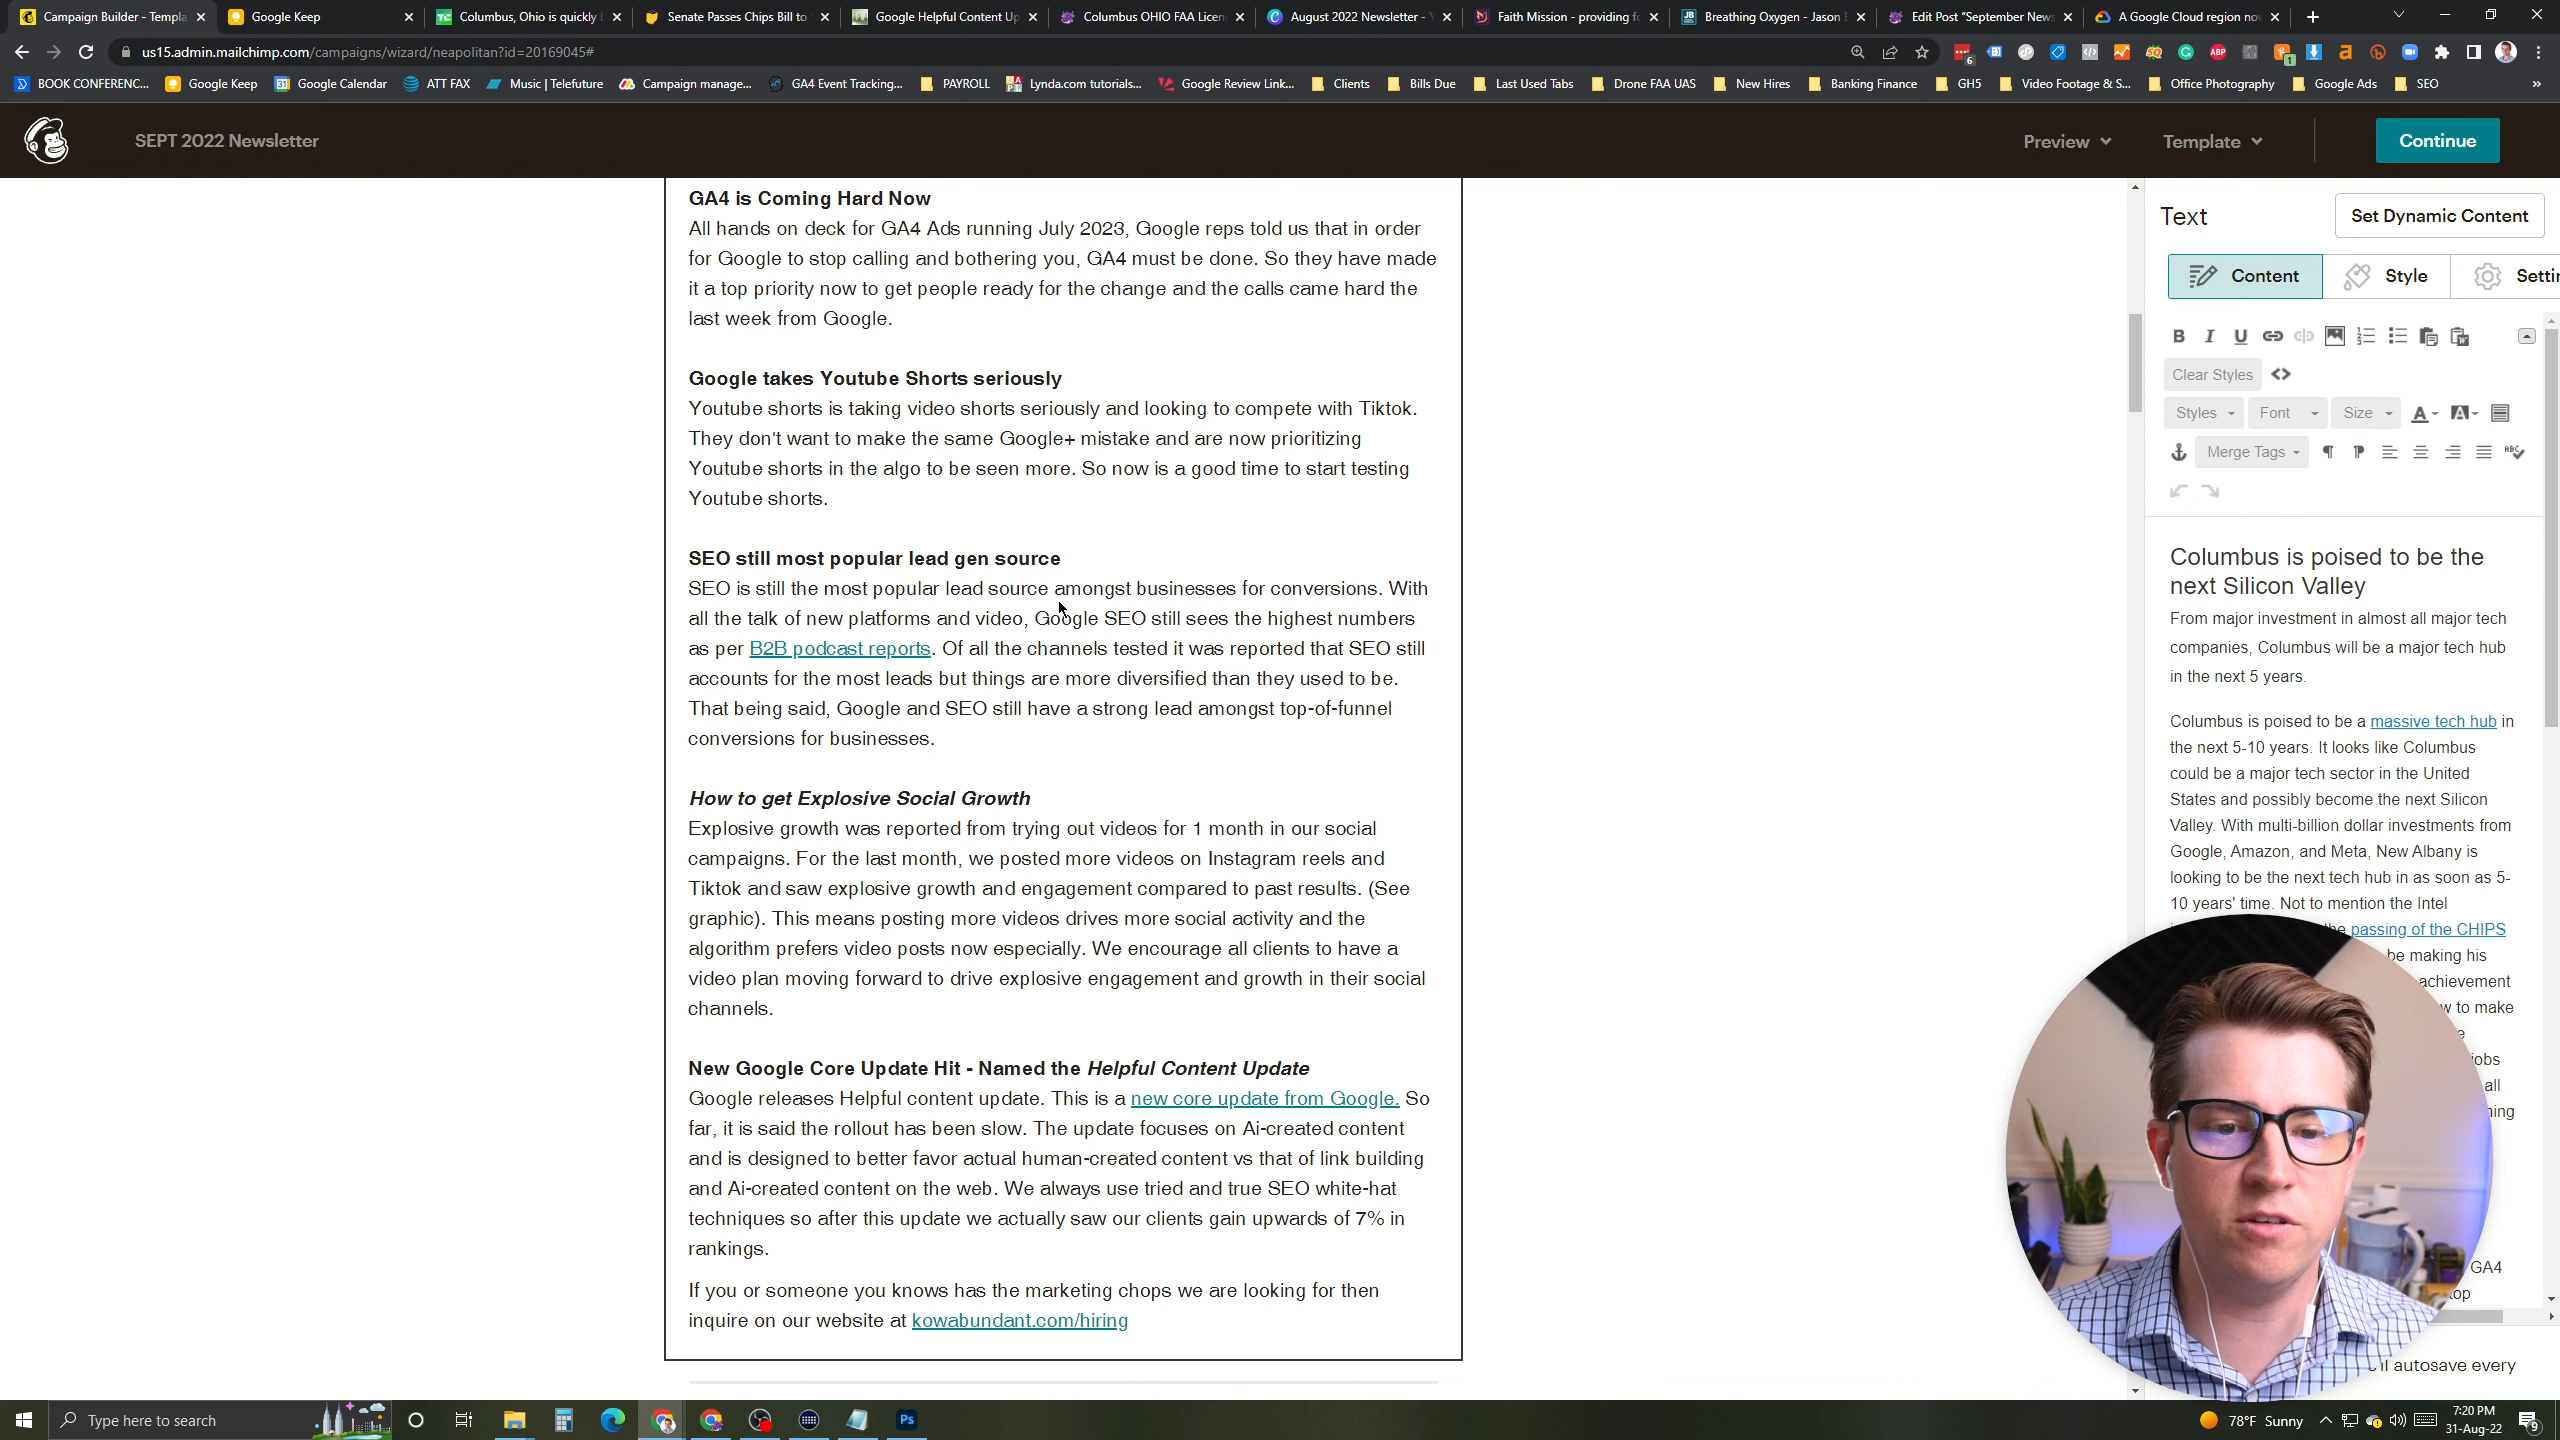 Campaign Builder - Templa
Google Keep
Columbus, Ohio is quickly
Senate Passes Chips Bill to
Google Helpful Content Up
Columbus OHIO FAA Licen
August 2022 Newsletter -
Faith Mission - providing f
Breathing Oxygen - Jason
Edit Post "September News
A Google Cloud region no
us15.admin.mailchimp.com/campaigns/wizard/neapolitan?id=20169045#
BOOK CONFERENC...
Google Keep
Google Calendar
ATT FAX
Music | Telefuture
Campaign manage...
GA4 Event Tracking...
PAYROLL
Lynda.com tutorials...
Google Review Link...
Clients
Bills Due
Last Used Tabs
Drone FAA UAS
New Hires
Banking Finance
GH5
Video Footage & S...
Office Photography
Google Ads
SEO
SEPT 2022 Newsletter
Preview
Template
Continue
GA4 is Coming Hard Now
All hands on deck for GA4 Ads running July 2023, Google reps told us that in order
for Google to stop calling and bothering you, GA4 must be done. So they have made
it a top priority now to get people ready for the change and the calls came hard the
last week from Google.
Google takes Youtube Shorts seriously
Youtube shorts is taking video shorts seriously and looking to compete with Tiktok.
They don't want to make the same Google+ mistake and are now prioritizing
Youtube shorts in the algo to be seen more. So now is a good time to start testing
Youtube shorts.
SEO still most popular lead gen source
SEO is still the most popular lead source amongst businesses for conversions. With
all the talk of new platforms and video, Google SEO still sees the highest numbers
as per B2B podcast reports. Of all the channels tested it was reported that SEO still
accounts for the most leads but things are more diversified than they used to be.
That being said, Google and SEO still have a strong lead amongst top-of-funnel
conversions for businesses.
How to get Explosive Social Growth
Explosive growth was reported from trying out videos for 1 month in our social
campaigns. For the last month, we posted more videos on Instagram reels and
Tiktok and saw explosive growth and engagement compared to past results. (See
graphic). This means posting more videos drives more social activity and the
algorithm prefers video posts now especially. We encourage all clients to have a
video plan moving forward to drive explosive engagement and growth in their social
channels.
New Google Core Update Hit - Named the Helpful Content Update
Google releases Helpful content update. This is a new core update from Google. So
far, it is said the rollout has been slow. The update focuses on Ai-created content
and is designed to better favor actual human-created content vs that of link building
and Ai-created content on the web. We always use tried and true SEO white-hat
techniques so after this update we actually saw our clients gain upwards of 7% in
rankings.
If you or someone you knows has the marketing chops we are looking for then
inquire on our website at kowabundant.com/hiring
Text
Set Dynamic Content
Content
Style
Settin
Clear Styles
Styles
Font
Size
Merge Tags
Columbus is poised to be the
next Silicon Valley
From major investment in almost all major tech
companies, Columbus will be a major tech hub
in the next 5 years.
Columbus is poised to be a massive tech hub in
the next 5-10 years. It looks like Columbus
could be a major tech sector in the United
States and possibly become the next Silicon
Valley. With multi-billion dollar investments from
Google, Amazon, and Meta, New Albany is
looking to be the next tech hub in as soon as 5-
10 years' time. Not to mention the Intel
passing of the CHIPS
be making his
achievement
to make
jobs
all
GA4
top
autosave every
Type here to search
Ps
78°F Sunny
7:20 PM
31-Aug-22